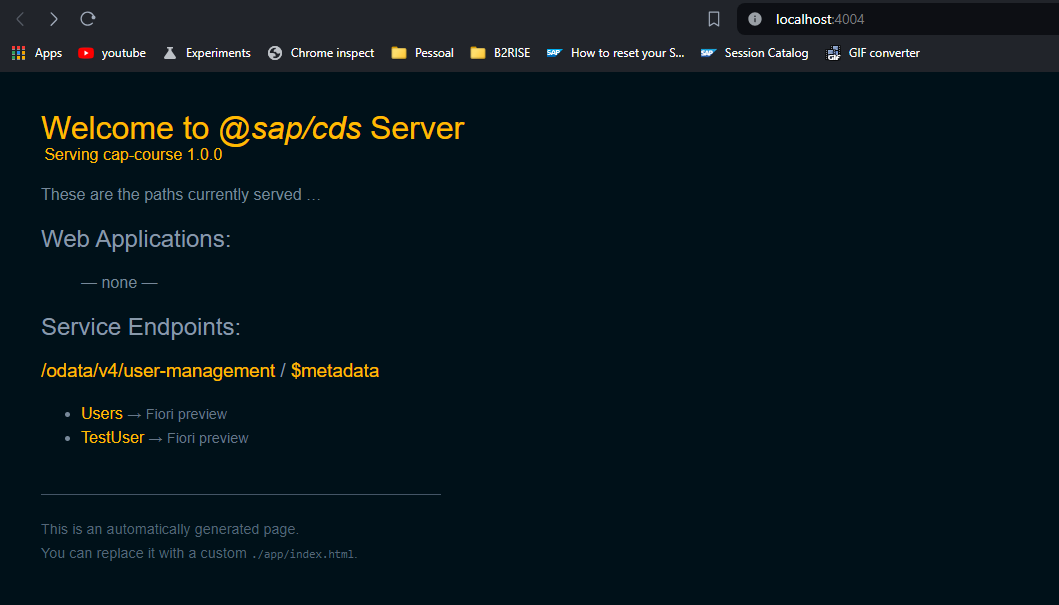 localhost:4004
Apps youtube Experiments Chrome inspect Pessoal B2RISE SAP How to reset your S... SAP Session Catalog GIF GIF converter
Welcome to @sap/cds Server
Serving cap-course 1.0.0
These are the paths currently served …
Web Applications:
— none —
Service Endpoints:
/odata/v4/user-management / $metadata
• Users → Fiori preview
• TestUser → Fiori preview
This is an automatically generated page.
You can replace it with a custom ./app/index.html.